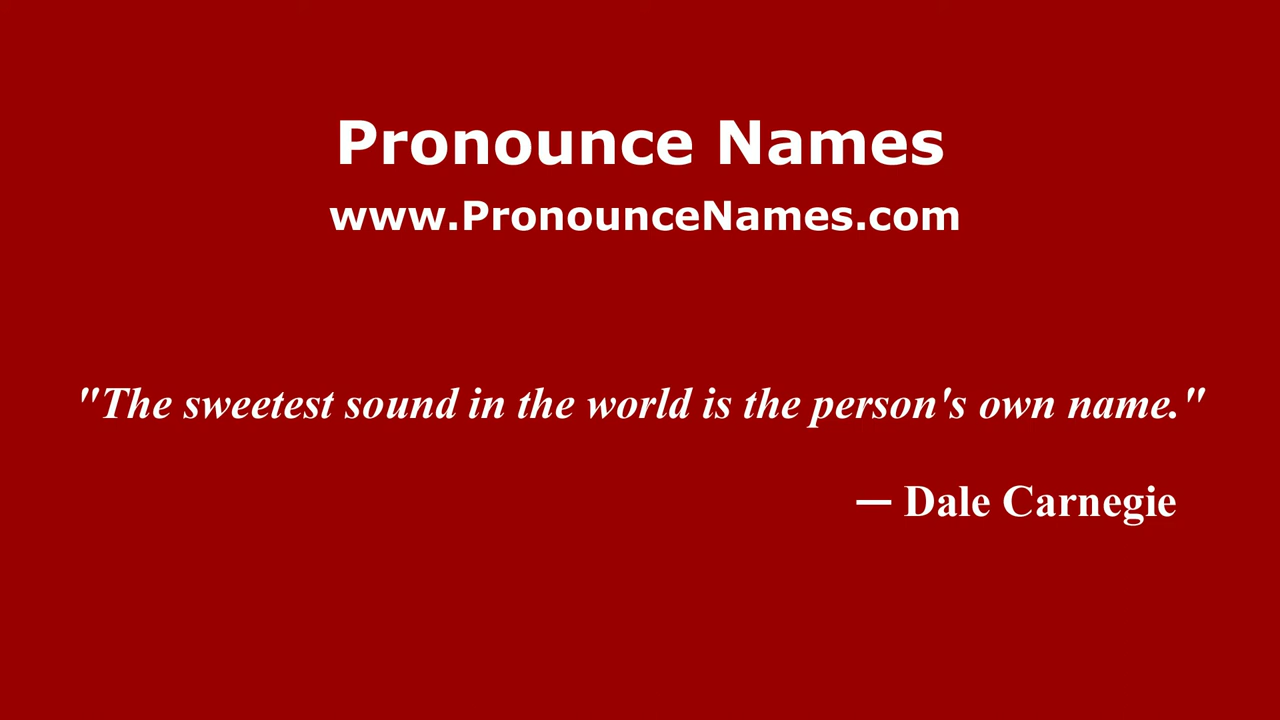 Pronounce Names
www.PronounceNames.com
"The sweetest sound in the world is the person's own name."
— Dale Carnegie